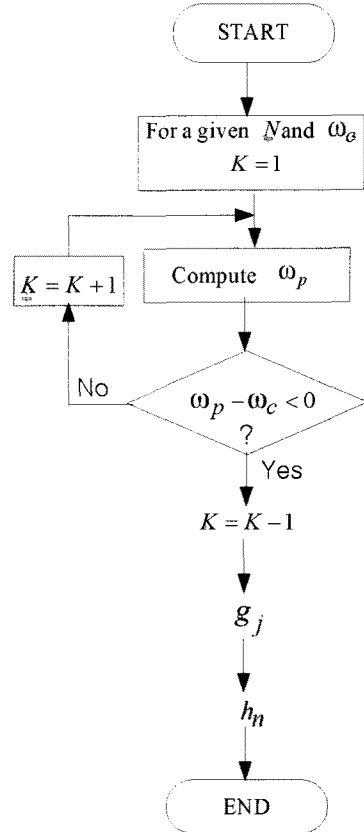 START
For a given N and ω_c
K = 1
K = K + 1
Compute ω_p
No
ω_p − ω_c < 0
?
Yes
K = K − 1
g_j
h_n
END